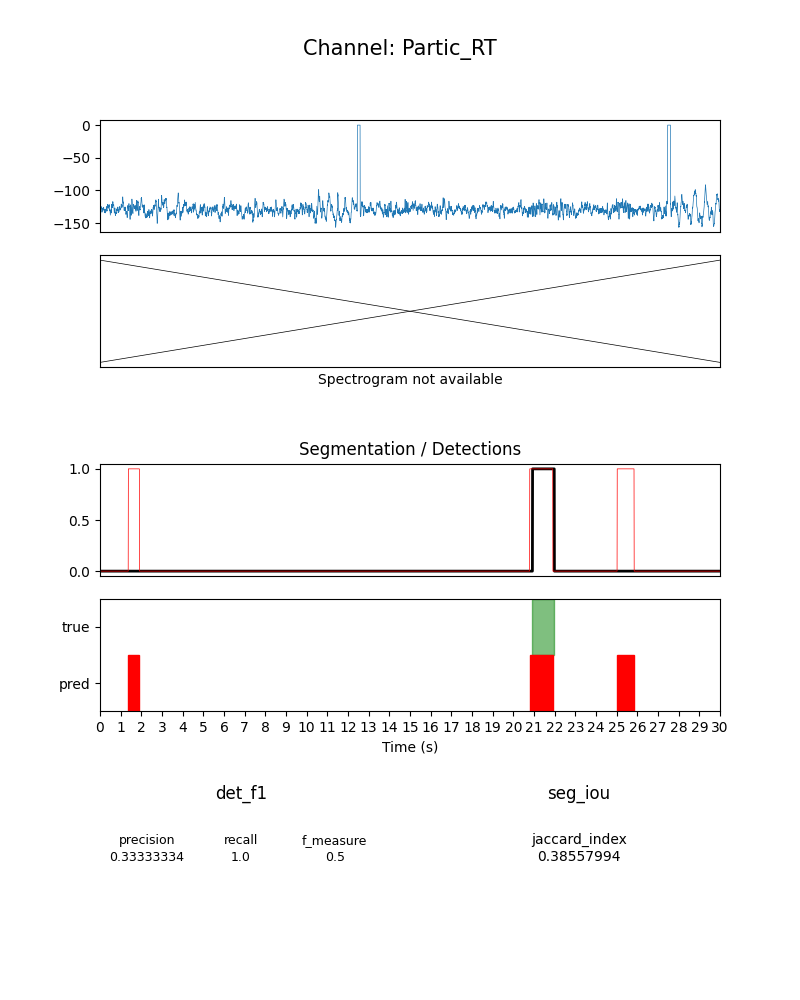 Channel: Partic_RT
0
−50
−100
−150
Spectrogram not available
Segmentation / Detections
1.0
0.5
0.0
true
pred
0 1 2 3 4 5 6 7 8 9 10 11 12 13 14 15 16 17 18 19 20 21 22 23 24 25 26 27 28 29 30
Time (s)
det_f1 seg_iou
precision recall f_measure jaccard_index
0.33333334 1.0 0.5 0.38557994